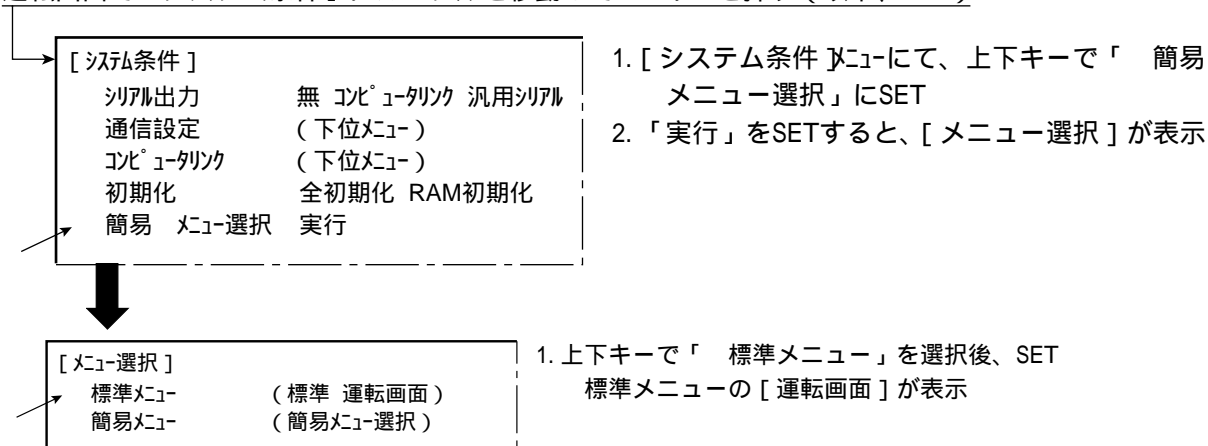 [ システム条件 ]
シリアル出力 無 コンピュータリンク 汎用シリアル
通信設定 ( 下位メニュー )
コンピュータリンク ( 下位メニュー )
初期化 全初期化 RAM初期化
簡易 メニュー選択 実行
1. [ システム条件 ]メニューにて、上下キーで「 簡易
メニュー選択」にSET
2. 「実行」をSETすると、[ メニュー選択 ] が表示
[ メニュー選択 ]
標準メニュー ( 標準 運転画面 )
簡易メニュー ( 簡易メニュー選択 )
1. 上下キーで「 標準メニュー」を選択後、SET
標準メニューの [ 運転画面 ] が表示